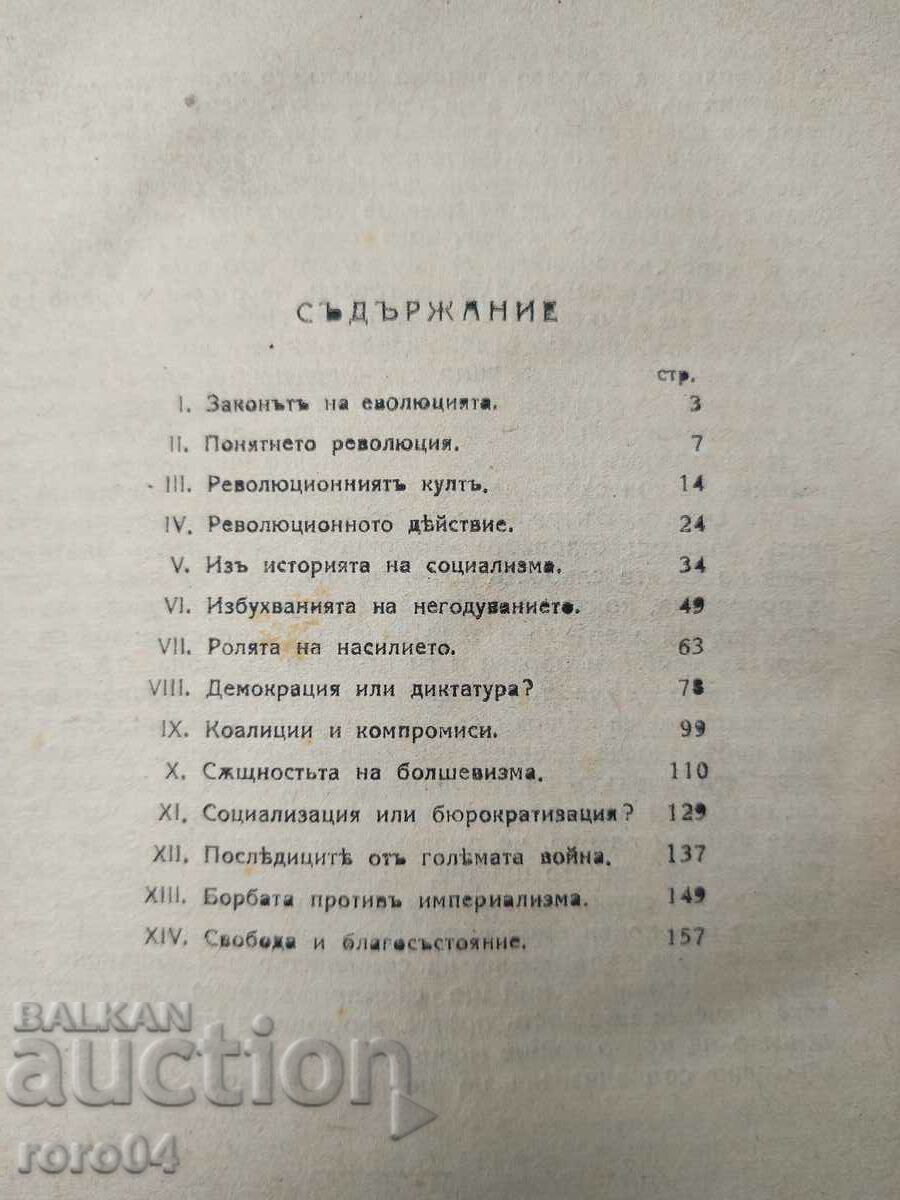 СЪДЪРЖАНИЕ
стр.
I. Законътъ на еволюцията. 3
II. Понятнето революция. 7
III. Революционниятъ култъ. 14
IV. Революционното дѣйствие. 24
V. Изъ историята на социализма. 34
VI. Избухванията на негодуванието. 49
VII. Ролята на насилието. 63
VIII. Демокрация или диктатура? 78
IX. Коалиции и компромиси. 99
X. Сѫщностьта на болшевизма. 110
XI. Социализация или бюрократизация? 129
XII. Последицитѣ отъ голѣмата война. 137
XIII. Борбата противъ империализма. 149
XIV. Свобода и благосъстояние. 157
BALKAN
auction
roro04